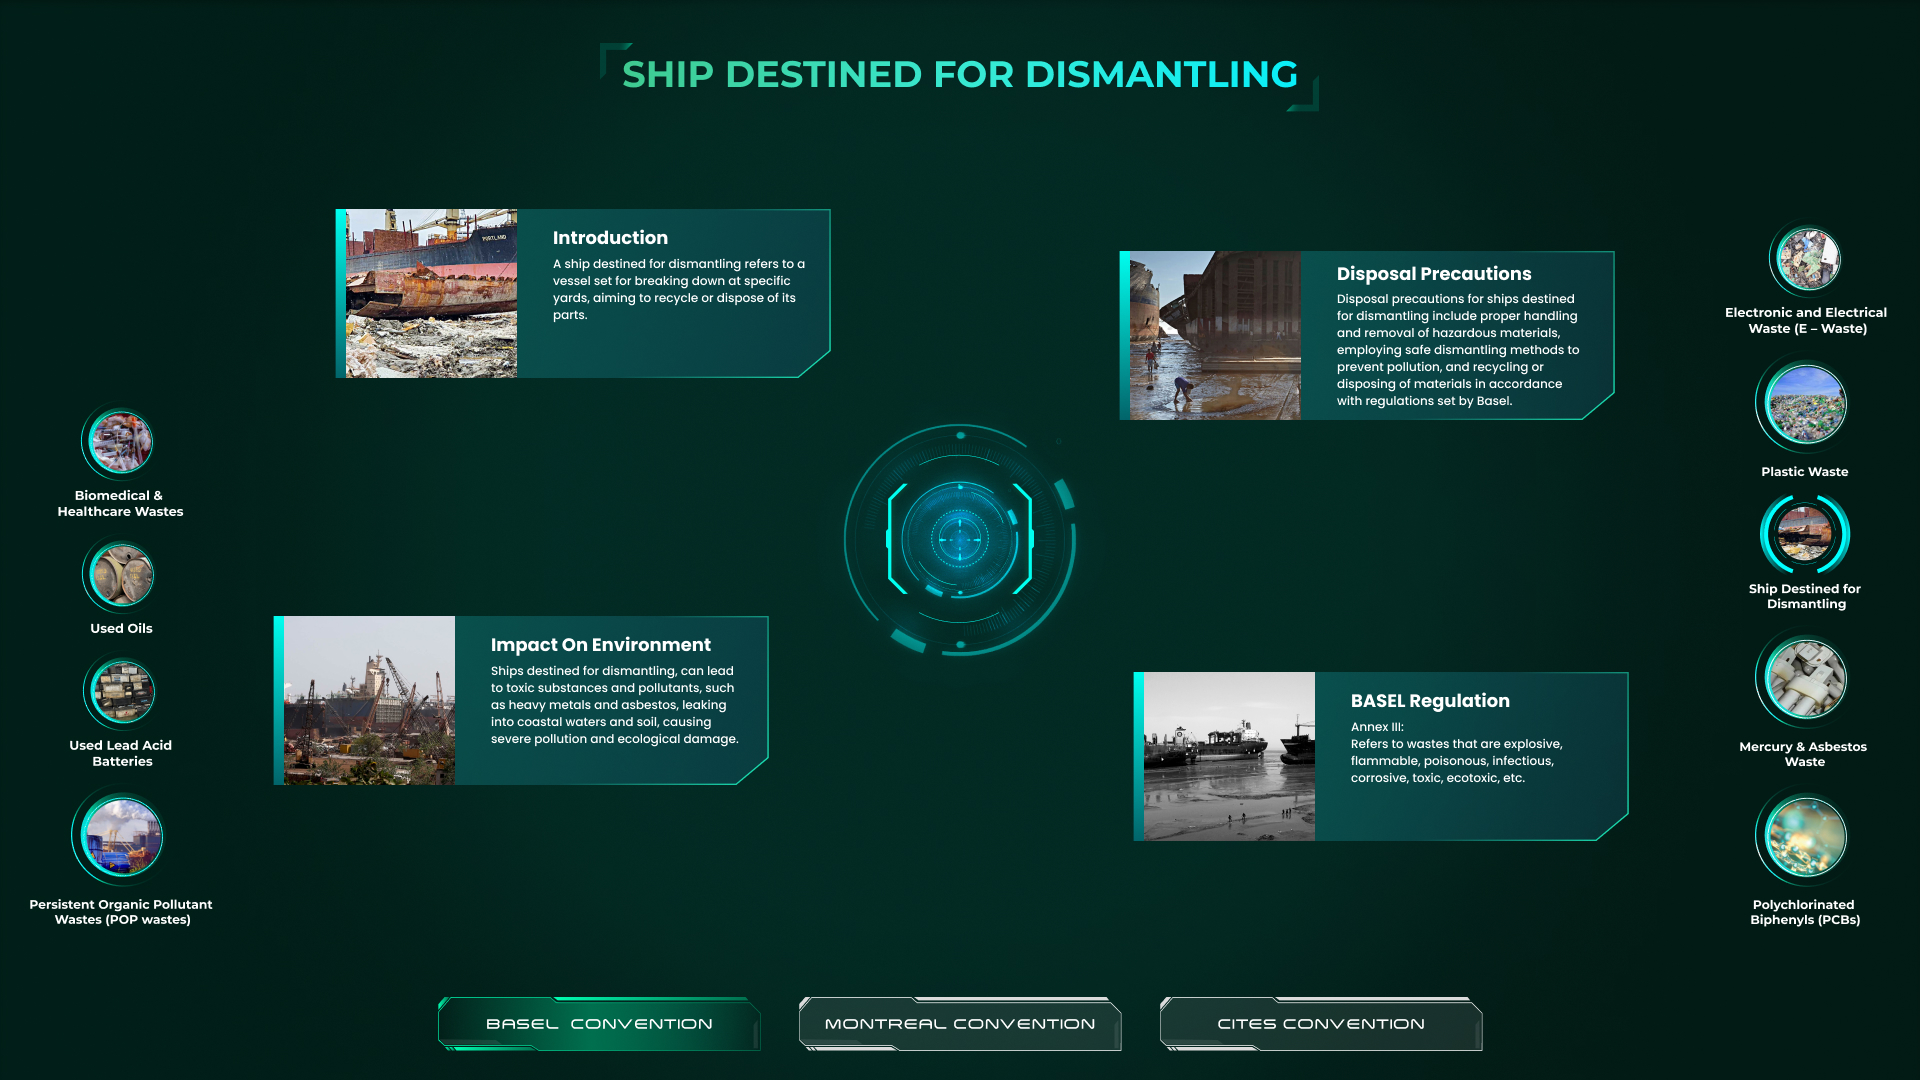 SHIP DESTINED FOR DISMANTLING
Introduction
A ship destined for dismantling refers to a
vessel set for breaking down at specific
yards, aiming to recycle or dispose of its
parts.
PORTLAND
Disposal Precautions
Disposal precautions for ships destined
for dismantling include proper handling
and removal of hazardous materials,
employing safe dismantling methods to
prevent pollution, and recycling or
disposing of materials in accordance
with regulations set by Basel.
Impact On Environment
Ships destined for dismantling, can lead
to toxic substances and pollutants, such
as heavy metals and asbestos, leaking
into coastal waters and soil, causing
severe pollution and ecological damage.
BASEL Regulation
Annex III:
Refers to wastes that are explosive,
flammable, poisonous, infectious,
corrosive, toxic, ecotoxic, etc.
Biomedical &
Healthcare Wastes
Used Oils
Used Lead Acid
Batteries
Persistent Organic Pollutant
Wastes (POP wastes)
Electronic and Electrical
Waste (E – Waste)
Plastic Waste
Ship Destined for
Dismantling
Mercury & Asbestos
Waste
Polychlorinated
Biphenyls (PCBs)
BASEL CONVENTION
MONTREAL CONVENTION
CITES CONVENTION